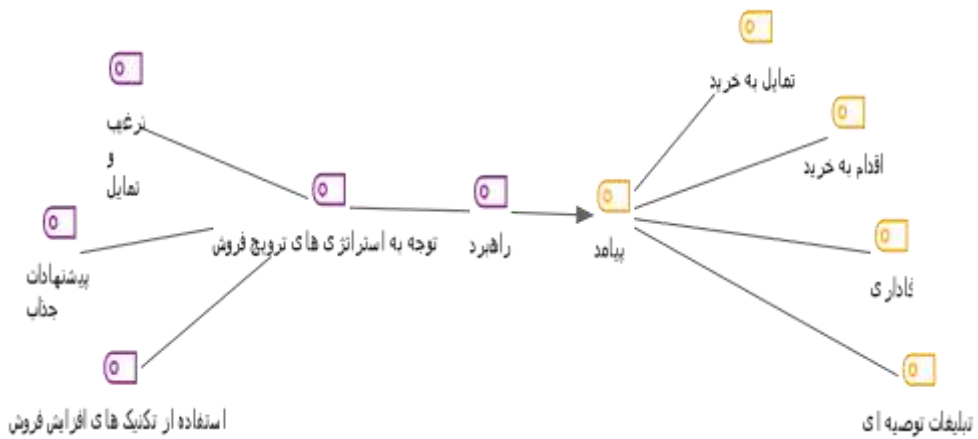 تمایل به خرید
ترغیب
و
تمایل
اقدام به خرید
توجه به استراتژی های ترویج فروش
راهبرد
پیامد
پیشنهادات
جذاب
فاداری
استفاده از تکنیک های افزایش فروش
تبلیغات توصیه ای